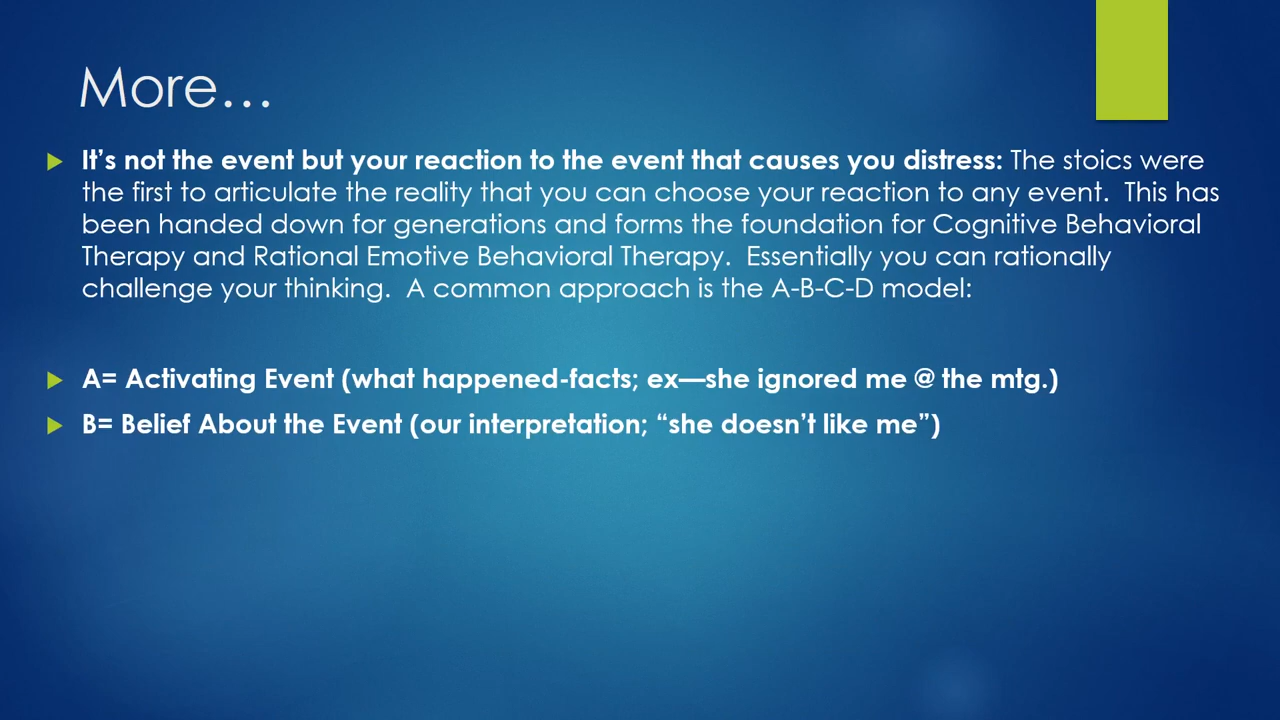 More…
It’s not the event but your reaction to the event that causes you distress: The stoics were
the first to articulate the reality that you can choose your reaction to any event.  This has
been handed down for generations and forms the foundation for Cognitive Behavioral
Therapy and Rational Emotive Behavioral Therapy.  Essentially you can rationally
challenge your thinking.  A common approach is the A-B-C-D model:
A= Activating Event (what happened-facts; ex—she ignored me @ the mtg.)
B= Belief About the Event (our interpretation; “she doesn’t like me”)